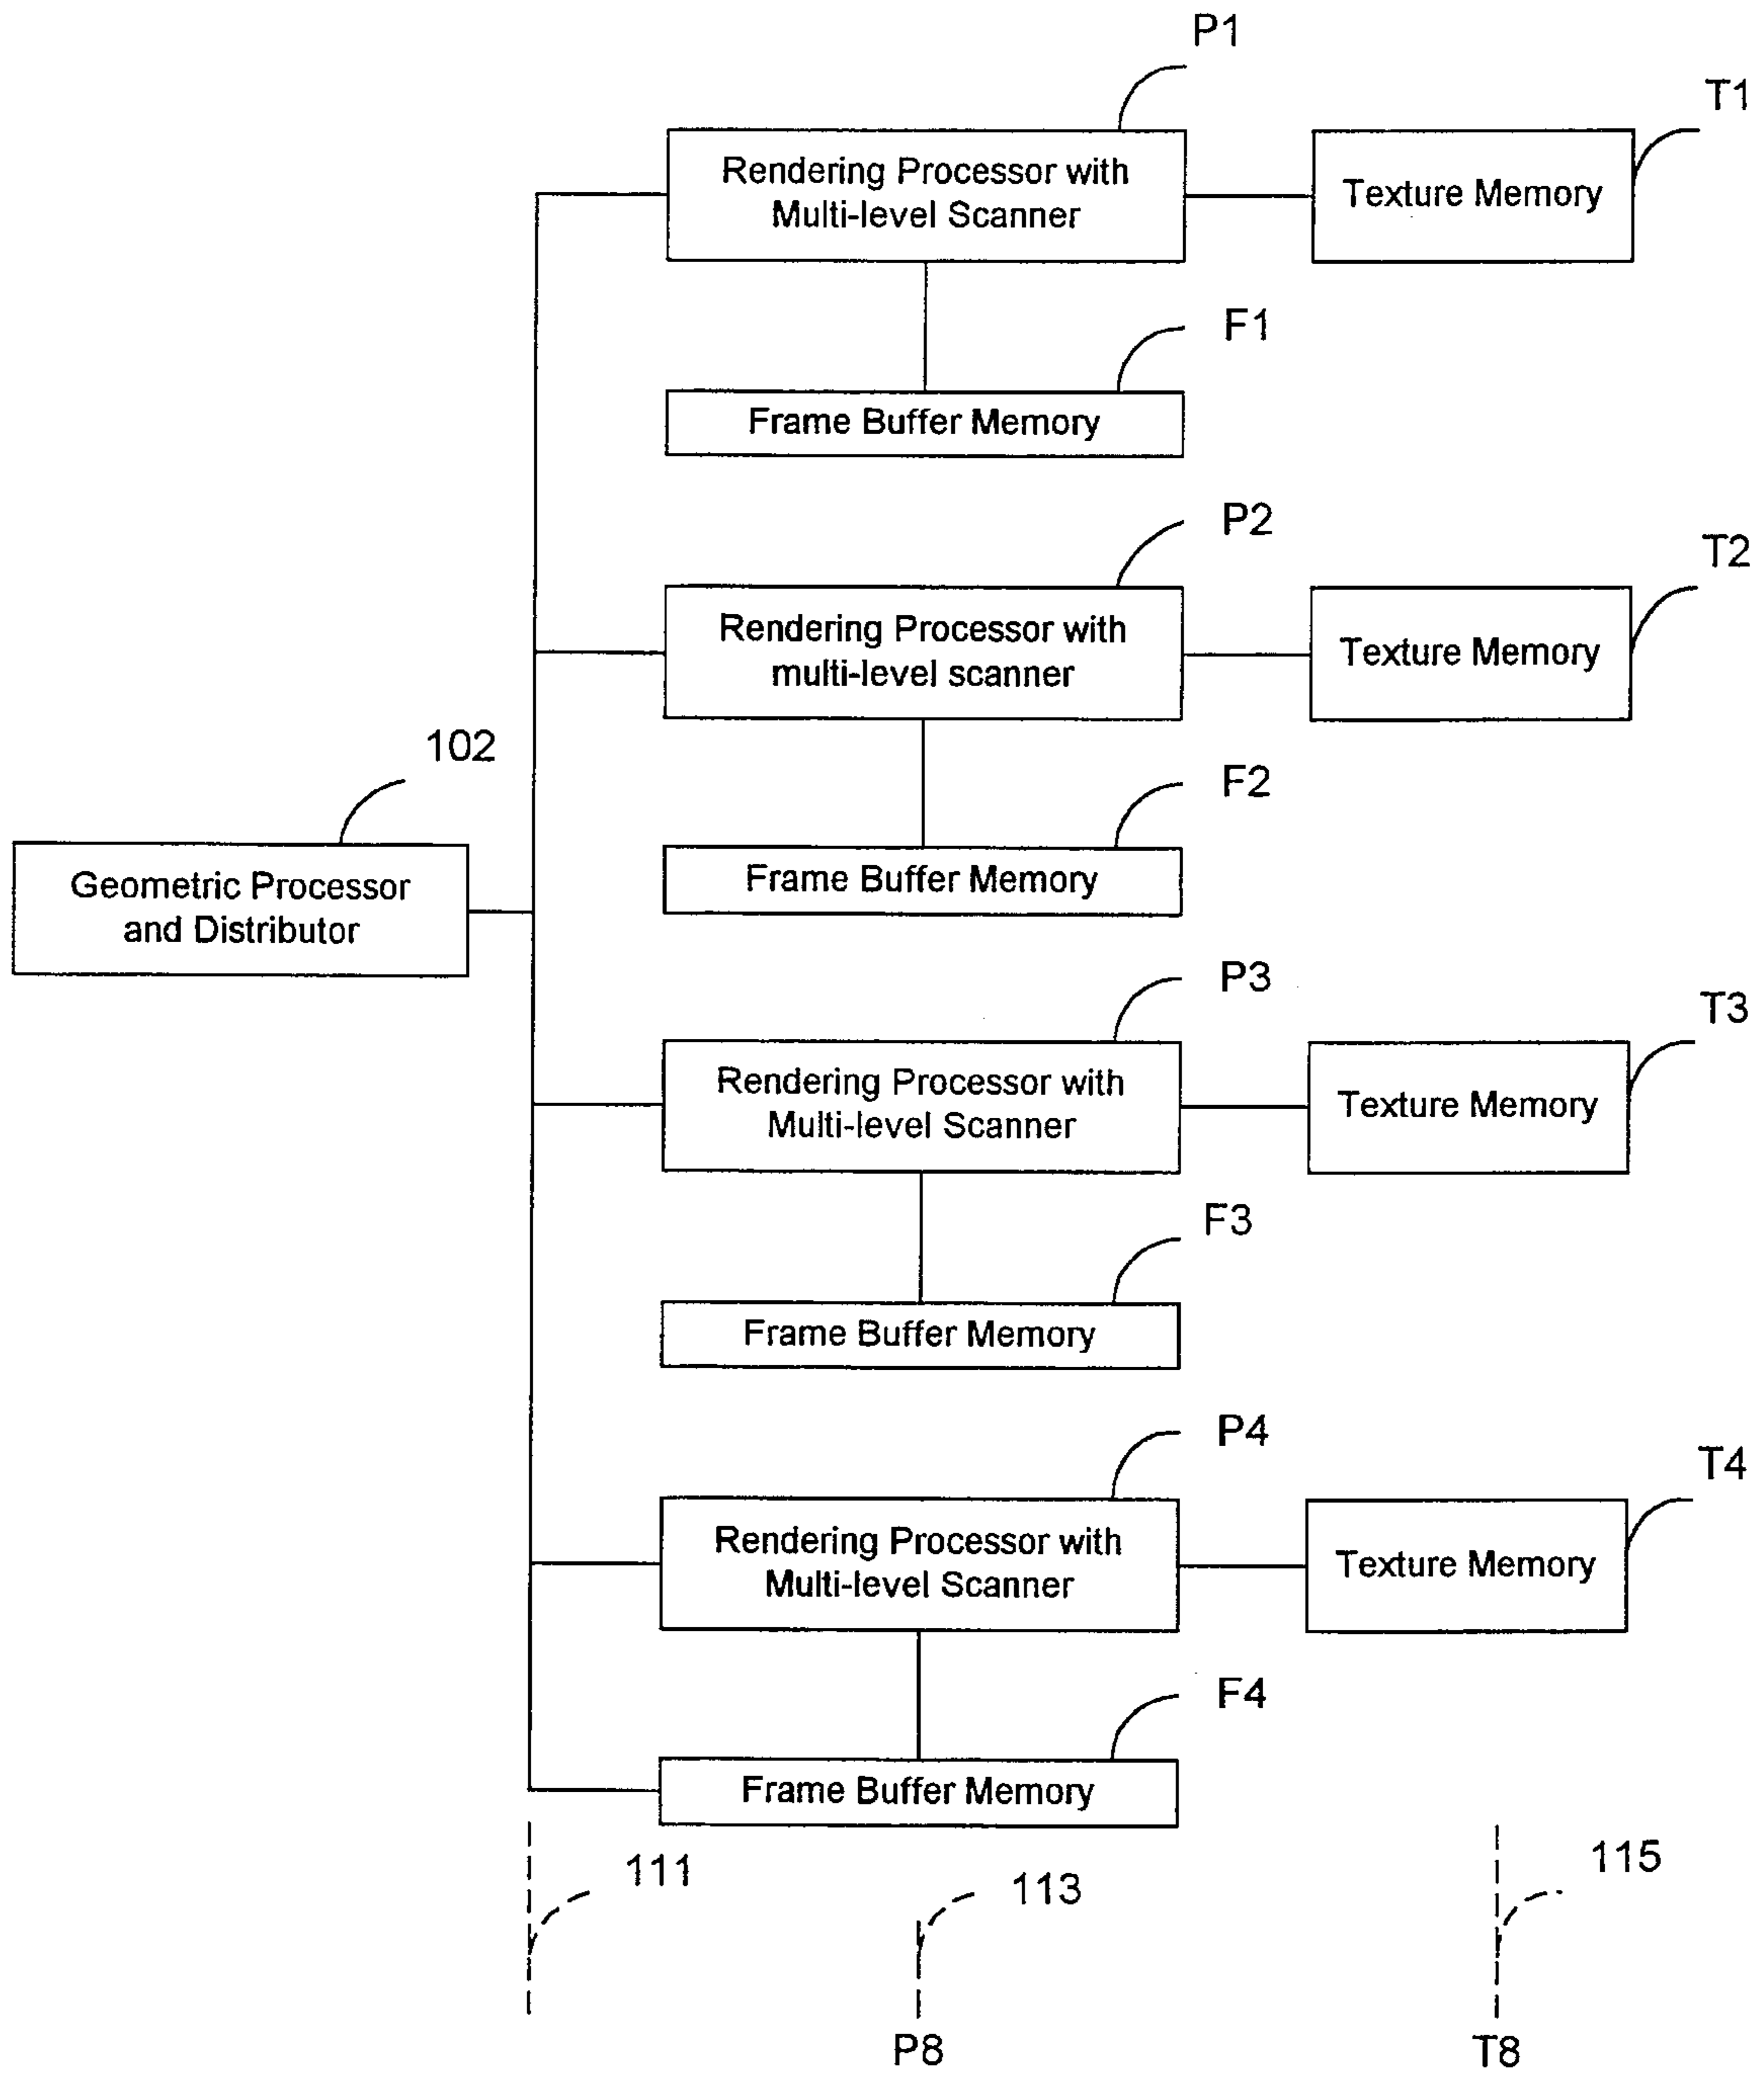 P1
T1
Rendering Processor with
Multi-level Scanner
Texture Memory
F1
Frame Buffer Memory
P2
T2
Rendering Processor with
multi-level scanner
Texture Memory
102
F2
Geometric Processor
and Distributor
Frame Buffer Memory
P3
T3
Rendering Processor with
Multi-level Scanner
Texture Memory
F3
Frame Buffer Memory
P4
T4
Rendering Processor with
Multi-level Scanner
Texture Memory
F4
Frame Buffer Memory
111
113
115
P8
T8